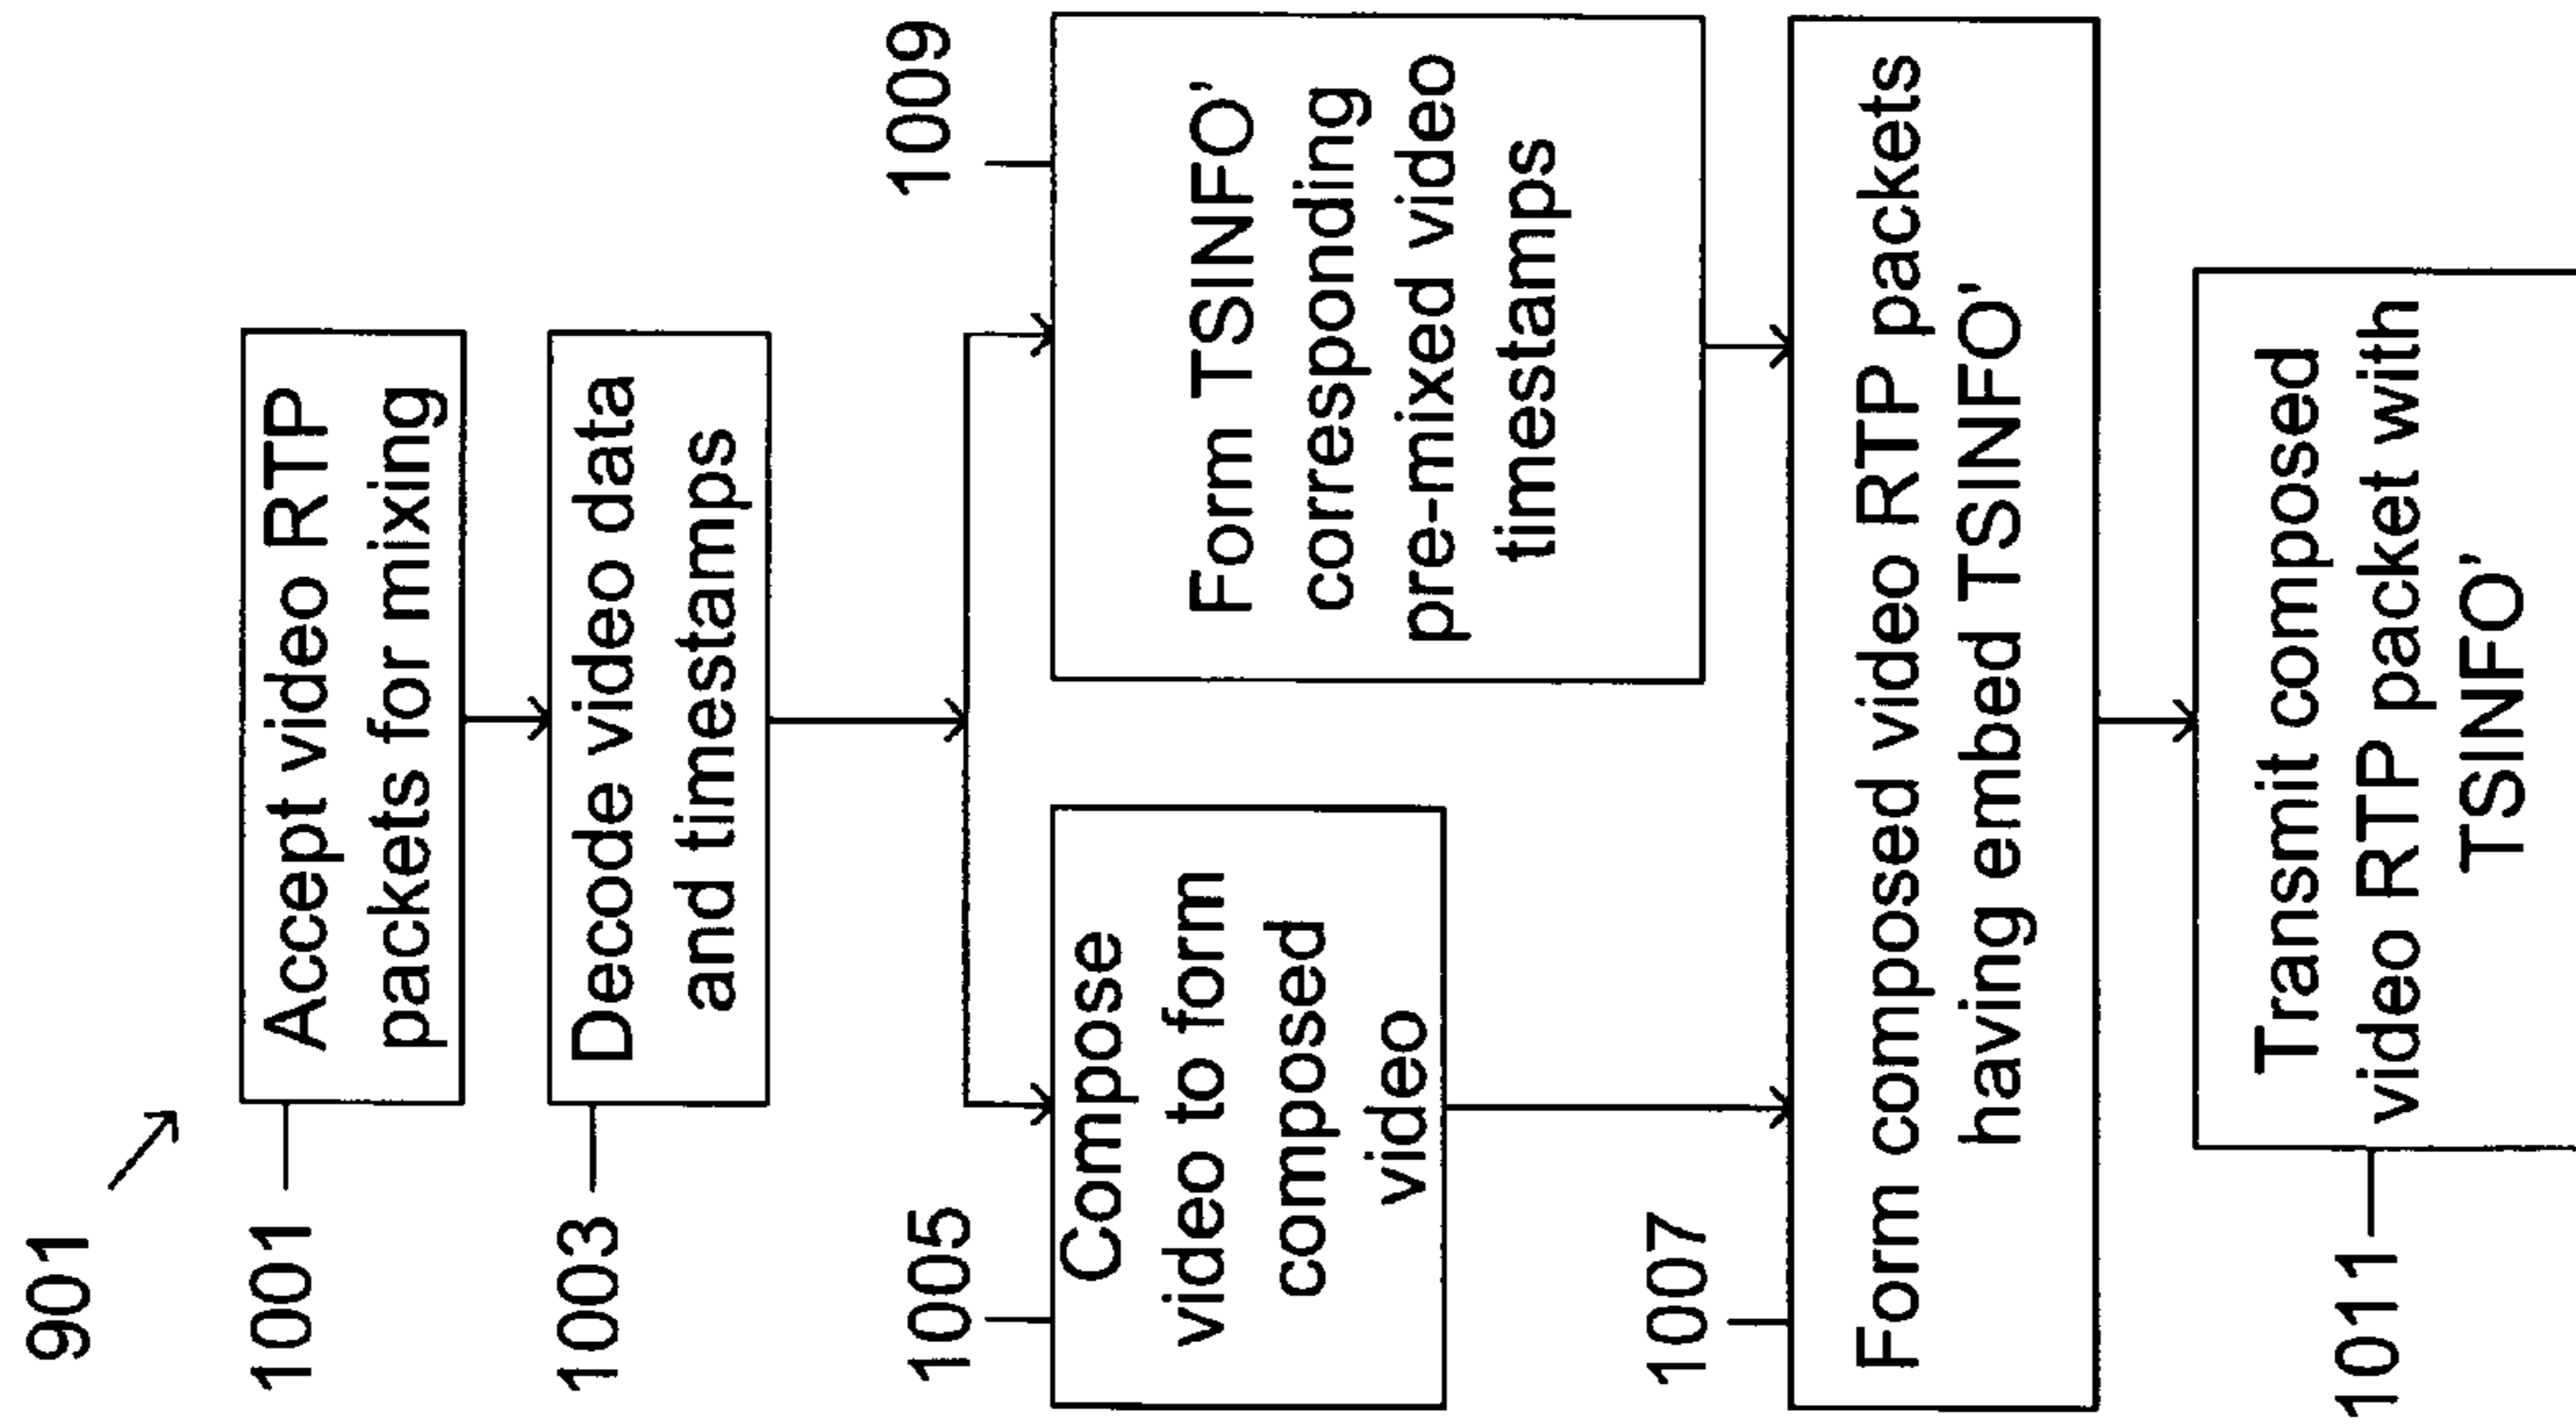 901
1001
Accept video RTP
packets for mixing
1003
Decode video data
and timestamps
1005
Compose
video to form
composed
video
1009
Form TSINFO'
corresponding
pre-mixed video
timestamps
1007
Form composed video RTP packets
having embed TSINFO'
1011
Transmit composed
video RTP packet with
TSINFO'